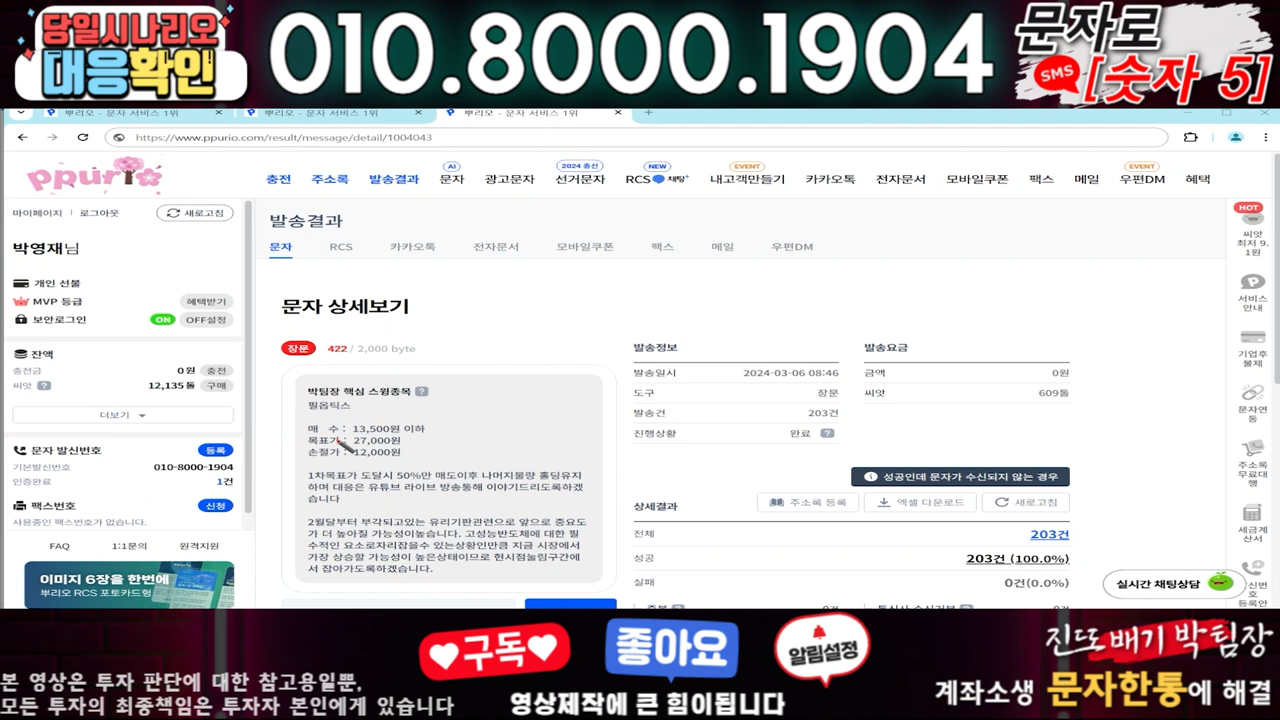 당일시나리오
대응확인
010.8000.1904
문자로
SMS
[숫자 5]
뿌리오 - 문자 서비스 1위
뿌리오 - 문자 서비스 1위
뿌리오 - 문자 서비스 1위
https://www.ppurio.com/result/message/detail/1004043
ppurio
충전
주소록
발송결과
AI
문자
광고문자
2024 총선
선거문자
NEW
RCS 채팅+
EVENT
내고객만들기
카카오톡
전자문서
모바일쿠폰
팩스
메일
EVENT
우편DM
혜택
마이페이지 | 로그아웃
새로고침
박영재님
개인 선불
MVP 등급
혜택받기
보안로그인
ON
OFF설정
잔액
충전금
0원
충전
씨앗 ?
12,135톨
구매
더보기
문자 발신번호
등록
기본발신번호
010-8000-1904
인증완료
1건
팩스번호
신청
사용중인 팩스번호가 없습니다.
FAQ
1:1문의
원격지원
이미지 6장을 한번에
뿌리오 RCS 포토카드형
발송결과
문자
RCS
카카오톡
전자문서
모바일쿠폰
팩스
메일
우편DM
문자 상세보기
장문
422 / 2,000 byte
박팀장 핵심 스윙종목 ?
필옵틱스
매 수 : 13,500원 이하
목표가 : 27,000원
손절가 : 12,000원
1차목표가 도달시 50%만 매도이후 나머지물량 홀딩유지
하며 대응은 유튜브 라이브 방송통해 이야기드리도록하겠
습니다
2월달부터 부각되고있는 유리기판관련으로 앞으로 중요도
가 더 높아질 가능성이높습니다. 고성능반도체에 대한 필
수적인 요소로자리잡을수 있는상황인만큼 지금 시장에서
가장 상승할 가능성이 높은상태이므로 현시점눌림구간에
서 잡아가도록하겠습니다.
발송정보
발송일시
2024-03-06 08:46
도구
장문
발송건
203건
진행상황
완료 ?
발송요금
금액
0원
씨앗
609톨
성공인데 문자가 수신되지 않는 경우
상세결과
주소록 등록
엑셀 다운로드
새로고침
전체
203건
성공
203건 (100.0%)
실패
0건(0.0%)
실시간 채팅상담
HOT
씨앗
최저 9.
1원
서비스
안내
기업후
불제
문자연
동
주소록
무료대
행
세금계
산서
구독
좋아요
알림설정
진또배기 박팀장
본 영상은 투자 판단에 대한 참고용일뿐,
모든 투자의 최종책임은 투자자 본인에게 있습니다
영상제작에 큰 힘이됩니다
계좌소생 문자한통에 해결